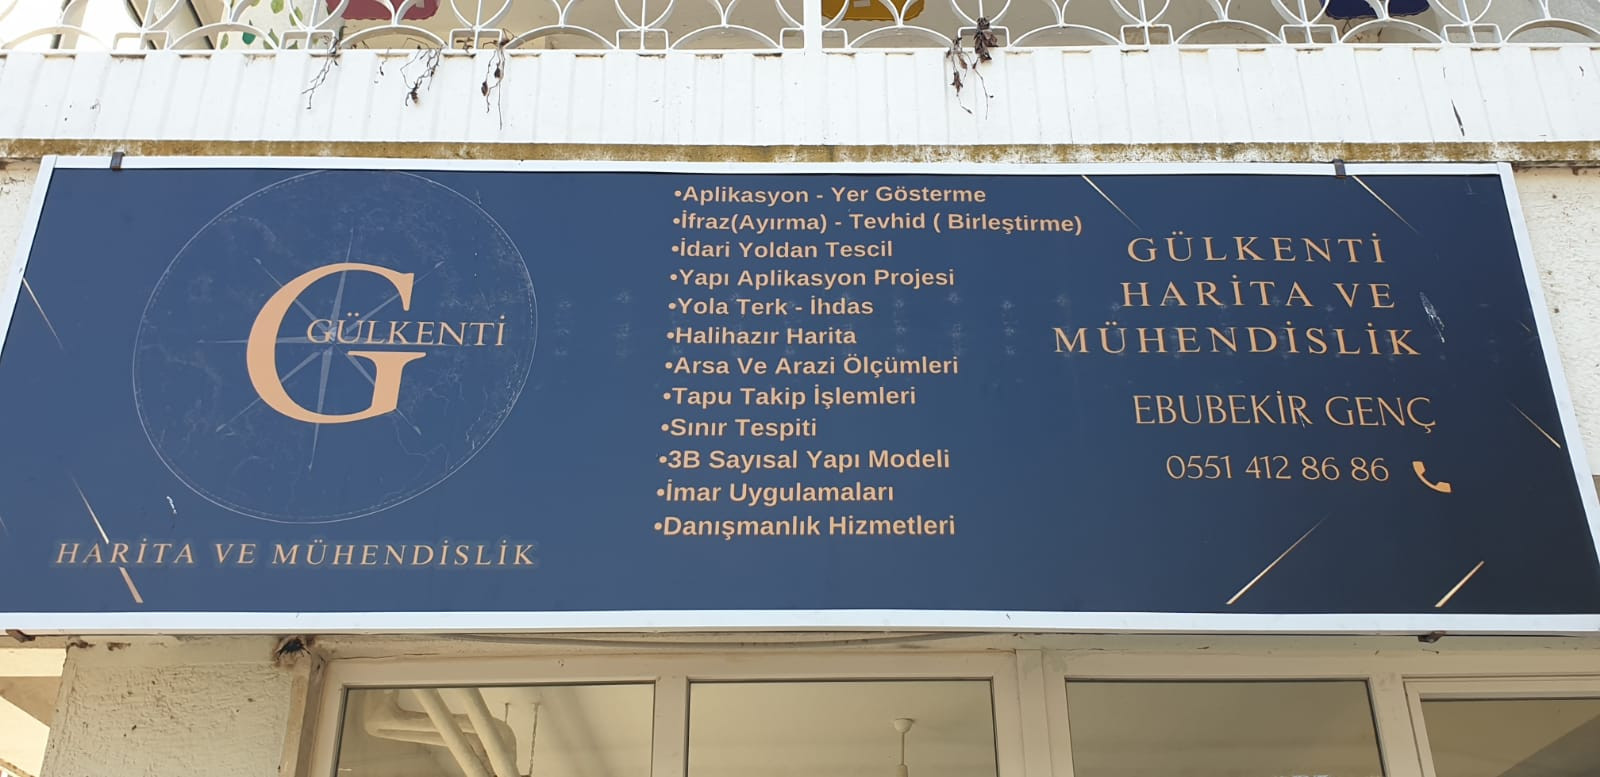 GÜLKENTİ
HARİTA VE MÜHENDİSLİK
•Aplikasyon - Yer Gösterme
•İfraz(Ayırma) - Tevhid ( Birleştirme)
•İdari Yoldan Tescil
•Yapı Aplikasyon Projesi
•Yola Terk - İhdas
•Halihazır Harita
•Arsa Ve Arazi Ölçümleri
•Tapu Takip İşlemleri
•Sınır Tespiti
•3B Sayısal Yapı Modeli
•İmar Uygulamaları
•Danışmanlık Hizmetleri
GÜLKENTİ
HARİTA VE
MÜHENDİSLİK
EBUBEKİR GENÇ
0551 412 86 86